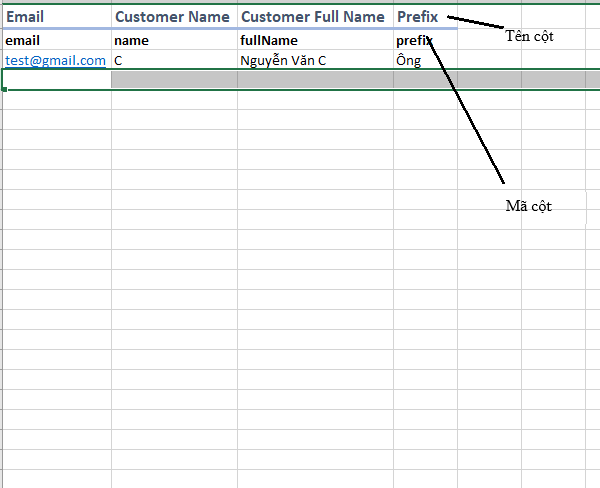 Email Customer Name Customer Full Name Prefix
Tên cột
email name fullName prefix
test@gmail.com C Nguyễn Văn C Ông
Mã cột